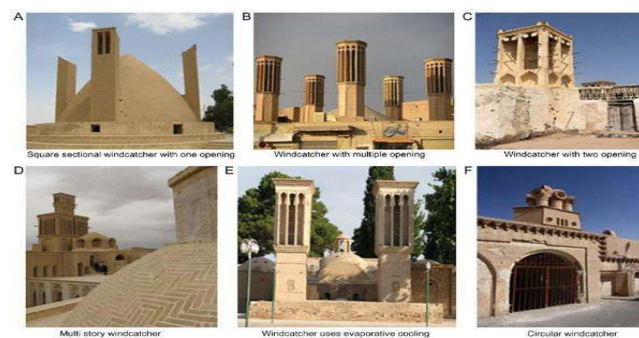 A
B
C
Square sectional windcatcher with one opening
Windcatcher with multiple opening
Windcatcher with two opening
D
E
F
Multi story windcatcher
Windcatcher uses evaporative cooling
Circular windcatcher